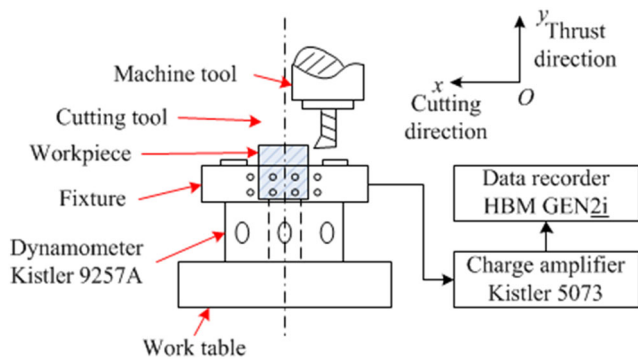 Machine tool
Cutting tool
Workpiece
Fixture
Dynamometer
Kistler 9257A
Work table
y
Thrust
direction
x
O
Cutting
direction
Data recorder
HBM GEN2i
Charge amplifier
Kistler 5073